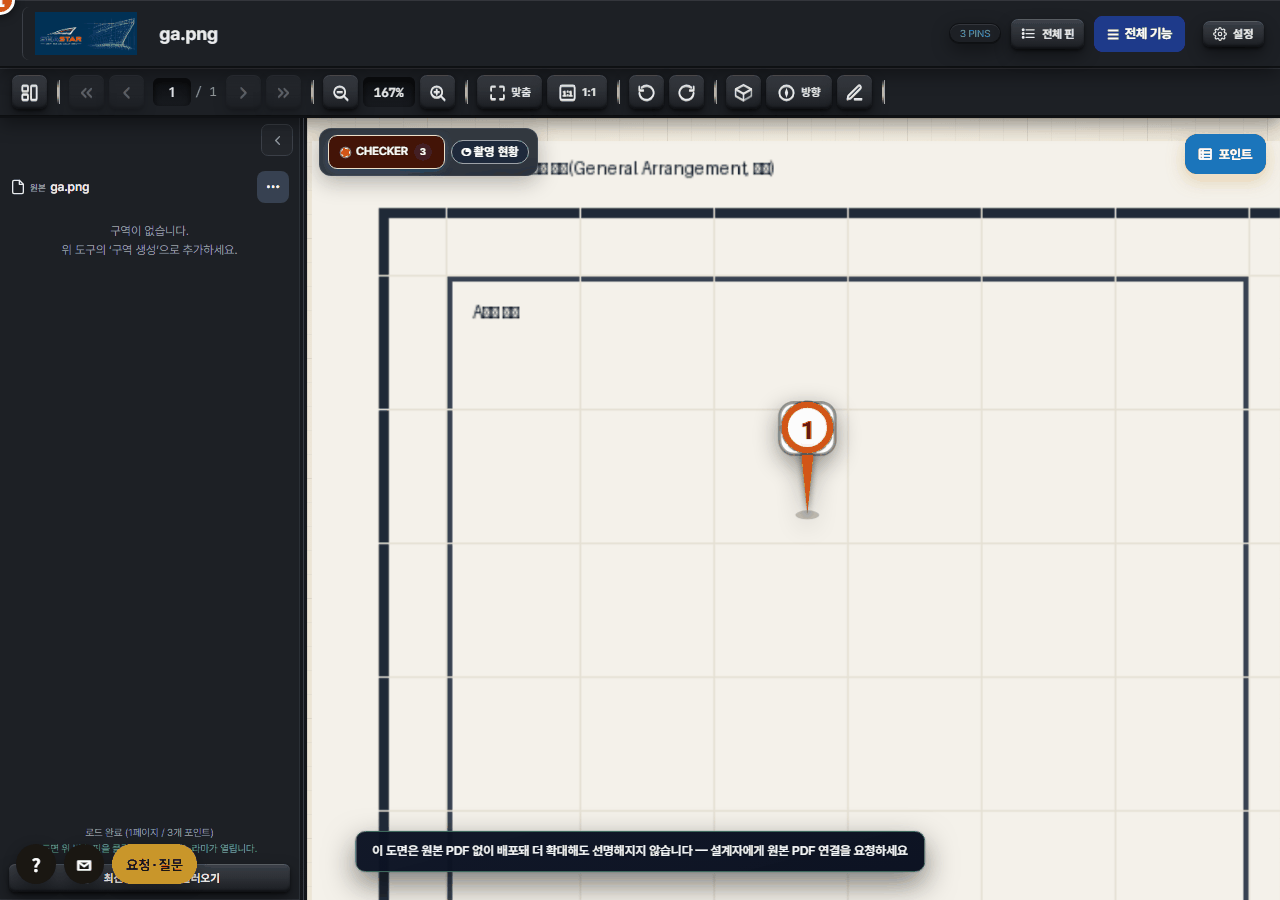 ga.png
3 PINS
전체 핀
전체 기능
설정
1 / 1
167%
맞춤
1:1
방향
CHECKER 3
촬영 현황
(General Arrangement,
포인트
원본 ga.png
구역이 없습니다.
위 도구의 '구역 생성'으로 추가하세요.
A
1
로드 완료 (1페이지 / 3개 포인트)
열립니다.
?
요청·질문
이 도면은 원본 PDF 없이 배포돼 더 확대해도 선명해지지 않습니다 — 설계자에게 원본 PDF 연결을 요청하세요